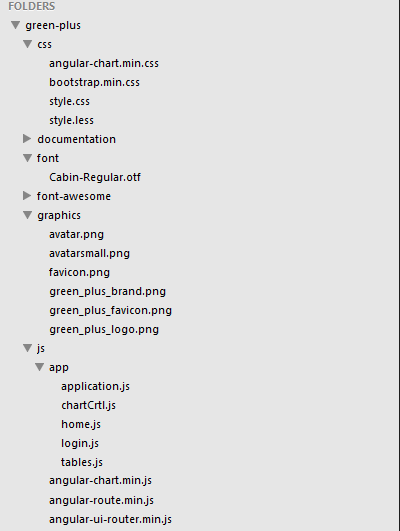 FOLDERS
green-plus
css
angular-chart.min.css
bootstrap.min.css
style.css
style.less
documentation
font
Cabin-Regular.otf
font-awesome
graphics
avatar.png
avatarsmall.png
favicon.png
green_plus_brand.png
green_plus_favicon.png
green_plus_logo.png
js
app
application.js
chartCrtl.js
home.js
login.js
tables.js
angular-chart.min.js
angular-route.min.js
angular-ui-router.min.js